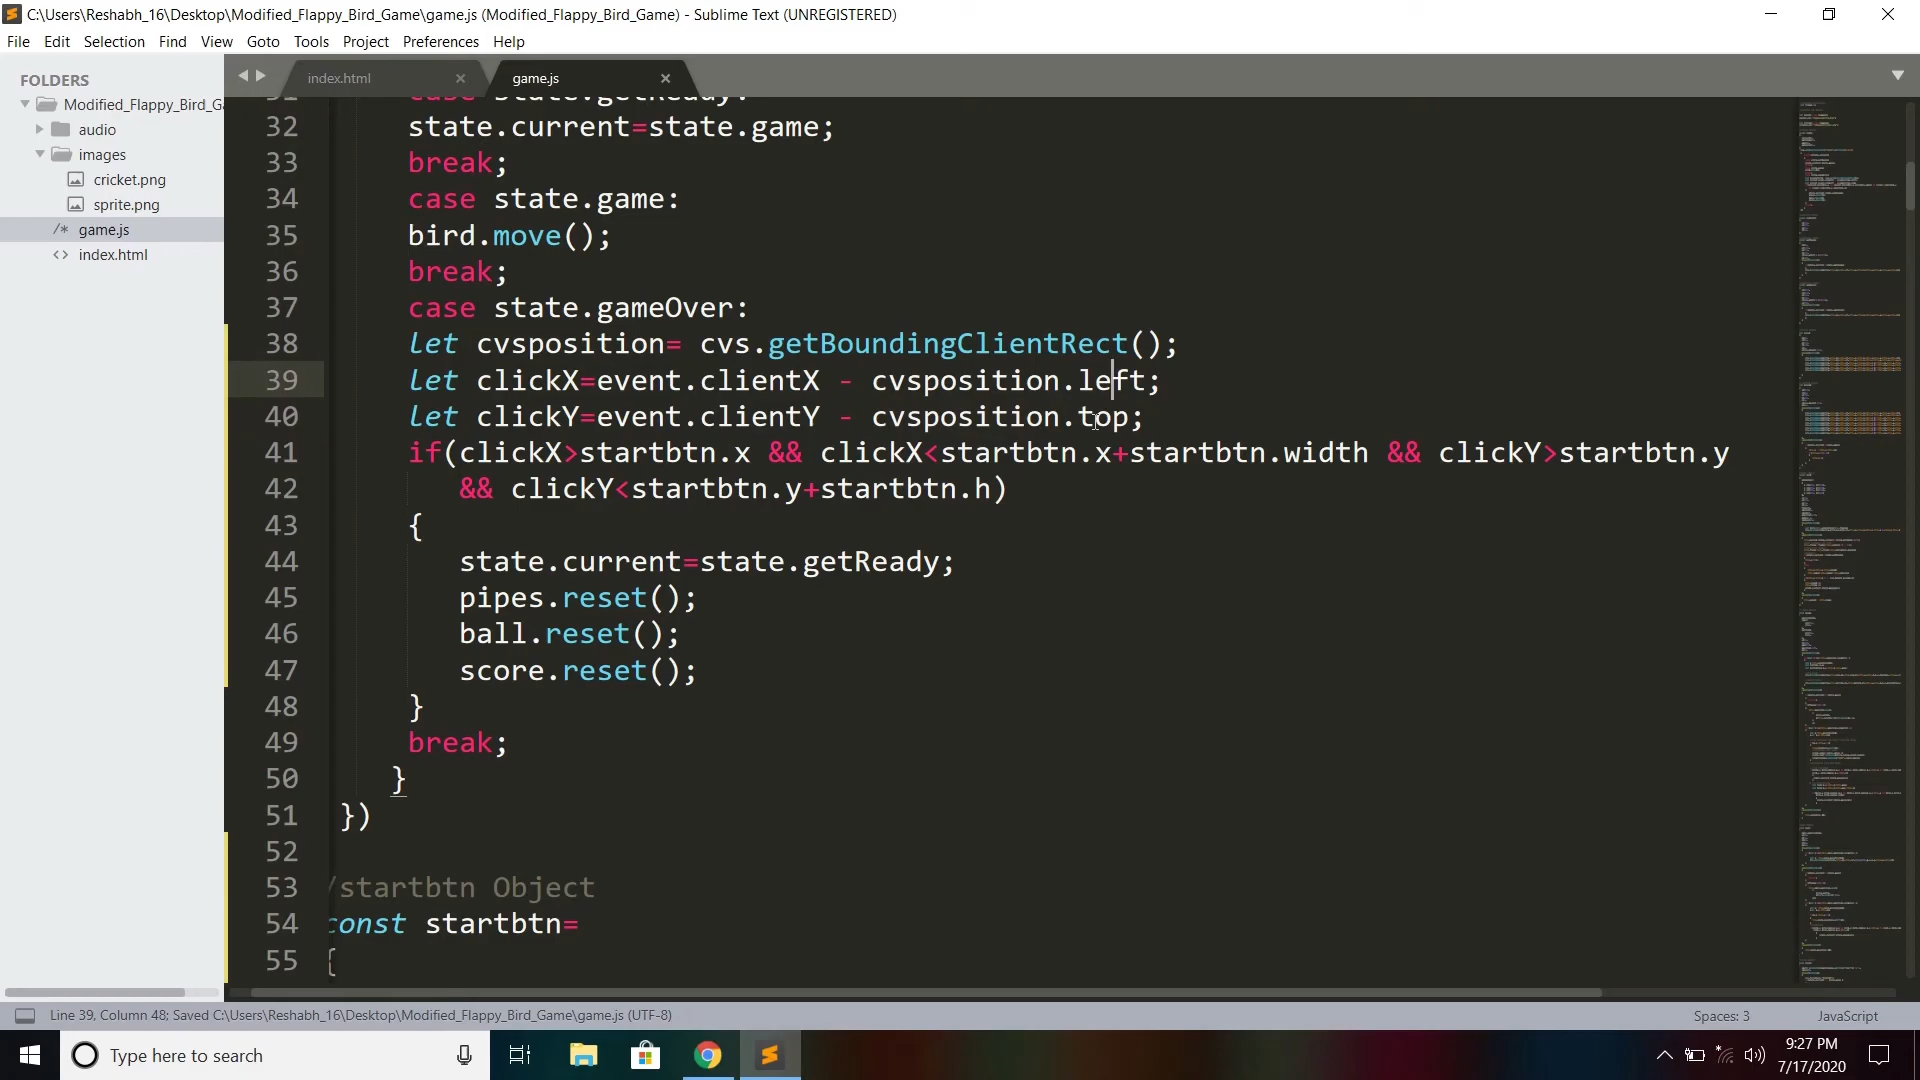 C:\Users\Reshabh_16\Desktop\Modified_Flappy_Bird_Game\game.js (Modified_Flappy_Bird_Game) - Sublime Text (UNREGISTERED)
File Edit Selection Find View Goto Tools Project Preferences Help
FOLDERS
Modified_Flappy_Bird_Ga
audio
images
cricket.png
sprite.png
/* game.js
<> index.html
index.html
game.js
31 case state.getReady:
32 state.current=state.game;
33 break;
34 case state.game:
35 bird.move();
36 break;
37 case state.gameOver:
38 let cvsposition= cvs.getBoundingClientRect();
39 let clickX=event.clientX - cvsposition.left;
40 let clickY=event.clientY - cvsposition.top;
41 if(clickX>startbtn.x && clickX<startbtn.x+startbtn.width && clickY>startbtn.y
42 && clickY<startbtn.y+startbtn.h)
43 {
44 state.current=state.getReady;
45 pipes.reset();
46 ball.reset();
47 score.reset();
48 }
49 break;
50 }
51 })
52
53 /startbtn Object
54 const startbtn=
55 {
Line 39, Column 48; Saved C:\Users\Reshabh_16\Desktop\Modified_Flappy_Bird_Game\game.js (UTF-8)
Spaces: 3
JavaScript
Type here to search
9:27 PM
7/17/2020